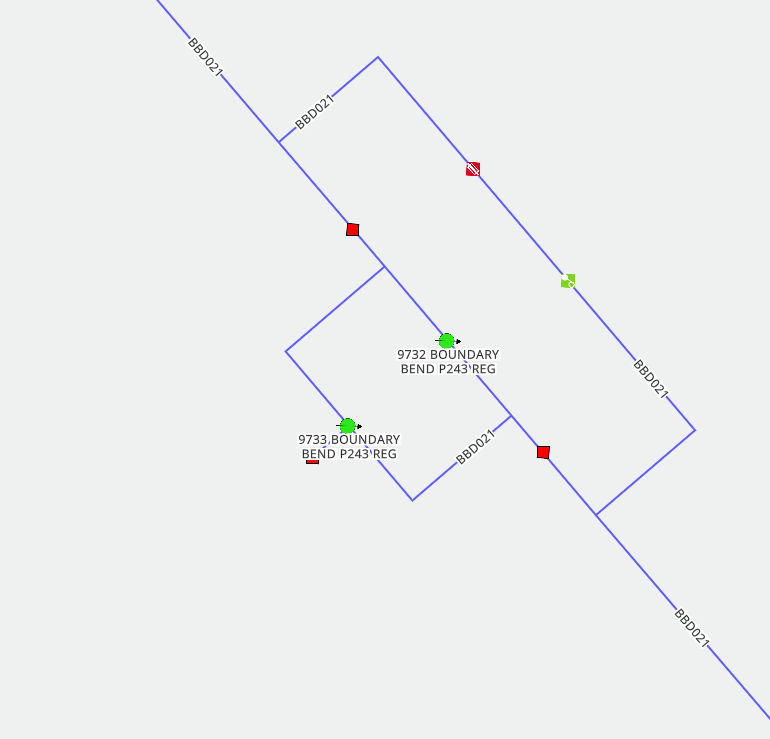 BBD021
BBD021
9732 BOUNDARY
BEND P243 REG
BBD021
9733 BOUNDARY
BEND P243 REG
BBD021
BBD021